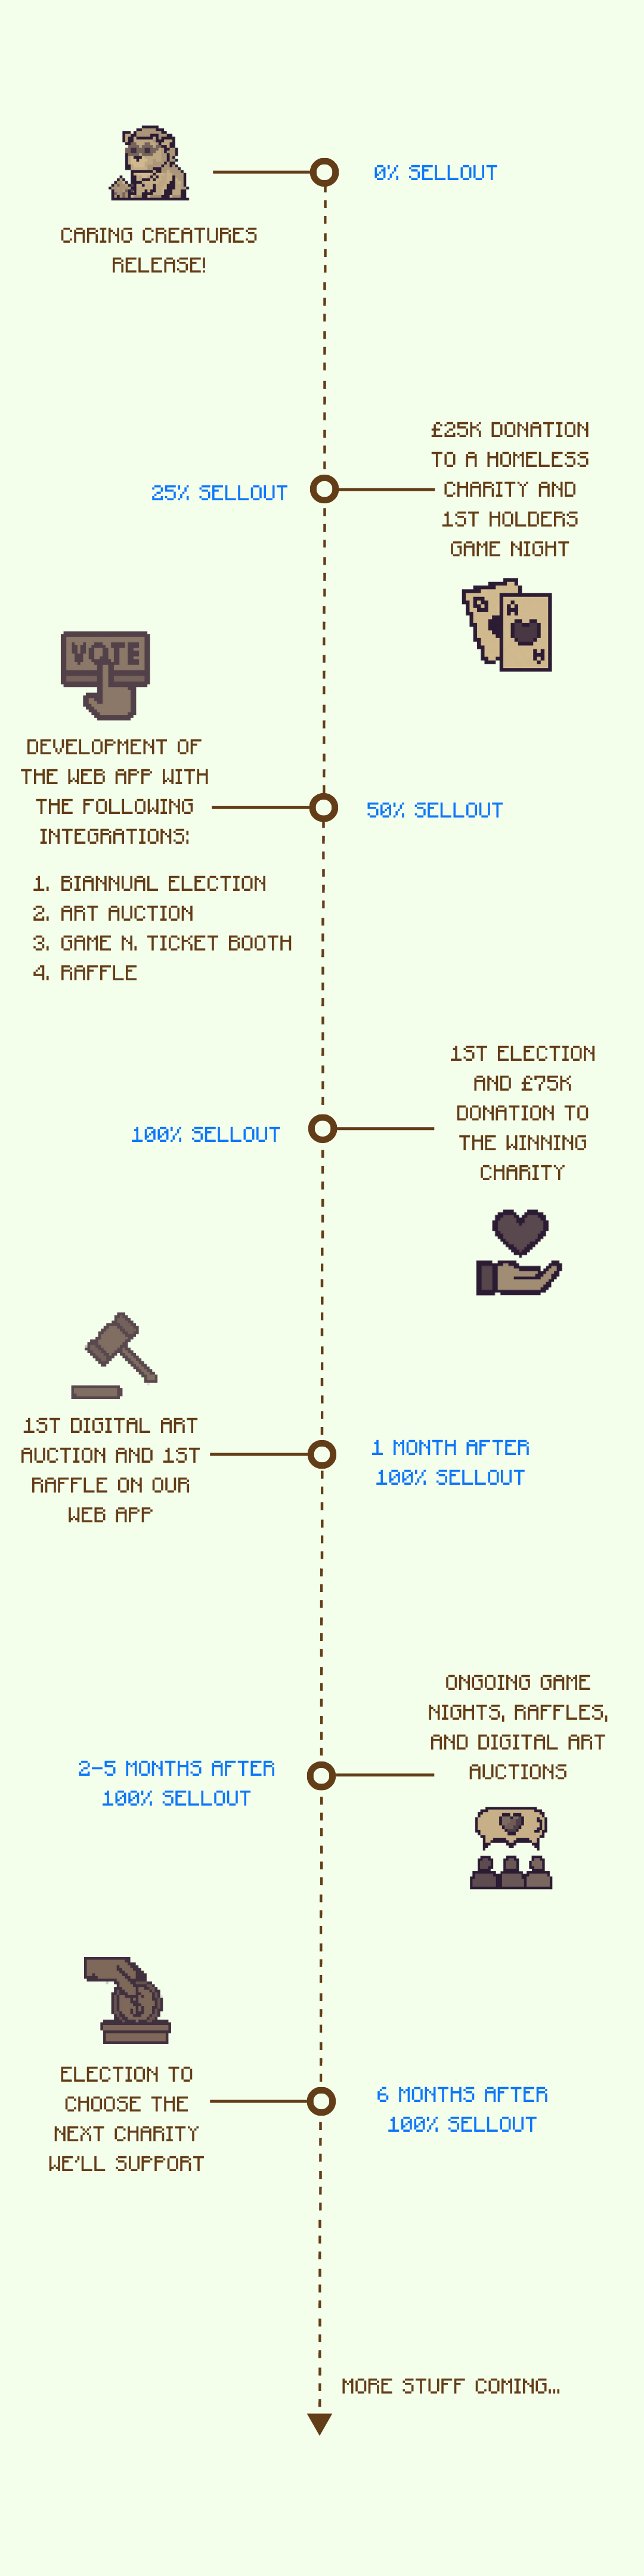 0% SELLOUT
CARING CREATURES
RELEASE!
25% SELLOUT
£25K DONATION
TO A HOMELESS
CHARITY AND
1ST HOLDERS
GAME NIGHT
Q
A
A
VOTE
DEVELOPMENT OF
THE WEB APP WITH
THE FOLLOWING
INTEGRATIONS:
1. BIANNUAL ELECTION
2. ART AUCTION
3. GAME N. TICKET BOOTH
4. RAFFLE
50% SELLOUT
100% SELLOUT
1ST ELECTION
AND £75K
DONATION TO
THE WINNING
CHARITY
1ST DIGITAL ART
AUCTION AND 1ST
RAFFLE ON OUR
WEB APP
1 MONTH AFTER
100% SELLOUT
2-5 MONTHS AFTER
100% SELLOUT
ONGOING GAME
NIGHTS, RAFFLES,
AND DIGITAL ART
AUCTIONS
ELECTION TO
CHOOSE THE
NEXT CHARITY
WE'LL SUPPORT
6 MONTHS AFTER
100% SELLOUT
MORE STUFF COMING...